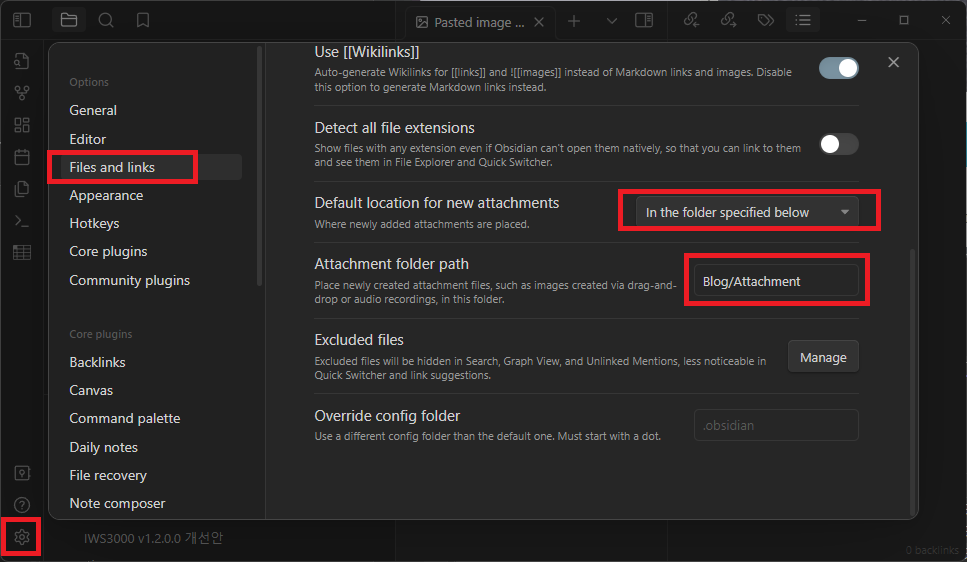 Pasted image ...
Options
General
Editor
Files and links
Appearance
Hotkeys
Core plugins
Community plugins
Core plugins
Backlinks
Canvas
Command palette
Daily notes
File recovery
Note composer
Use [[Wikilinks]]
Auto-generate Wikilinks for [[links]] and ![[images]] instead of Markdown links and images. Disable
this option to generate Markdown links instead.
Detect all file extensions
Show files with any extension even if Obsidian can't open them natively, so that you can link to them
and see them in File Explorer and Quick Switcher.
Default location for new attachments
Where newly added attachments are placed.
In the folder specified below
Attachment folder path
Place newly created attachment files, such as images created via drag-and-
drop or audio recordings, in this folder.
Blog/Attachment
Excluded files
Excluded files will be hidden in Search, Graph View, and Unlinked Mentions, less noticeable in
Quick Switcher and link suggestions.
Manage
Override config folder
Use a different config folder than the default one. Must start with a dot.
.obsidian
IWS3000 v1.2.0.0 개선안
0 backlinks